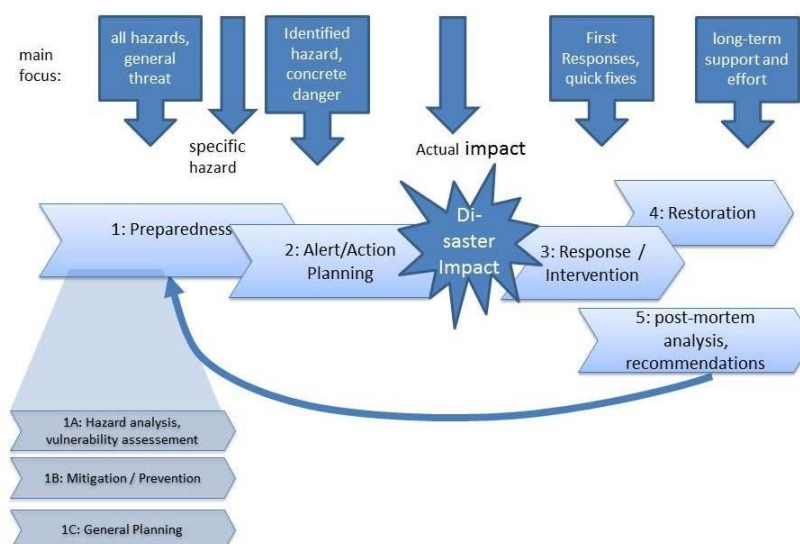 main
focus:
all hazards,
general
threat
specific
hazard
Identified
hazard,
concrete
danger
Actual impact
First
Responses,
quick fixes
long-term
support and
effort
1: Preparedness
2: Alert/Action
Planning
Di-
saster
Impact
3: Response /
Intervention
4: Restoration
5: post-mortem
analysis,
recommendations
1A: Hazard analysis,
vulnerability assessement
1B: Mitigation / Prevention
1C: General Planning